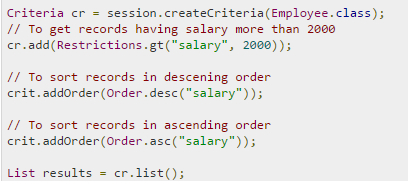 Criteria cr = session.createCriteria(Employee.class);
// To get records having salary more than 2000
cr.add(Restrictions.gt("salary", 2000));
// To sort records in descening order
crit.addOrder(Order.desc("salary"));
// To sort records in ascending order
crit.addOrder(Order.asc("salary"));
List results = cr.list();